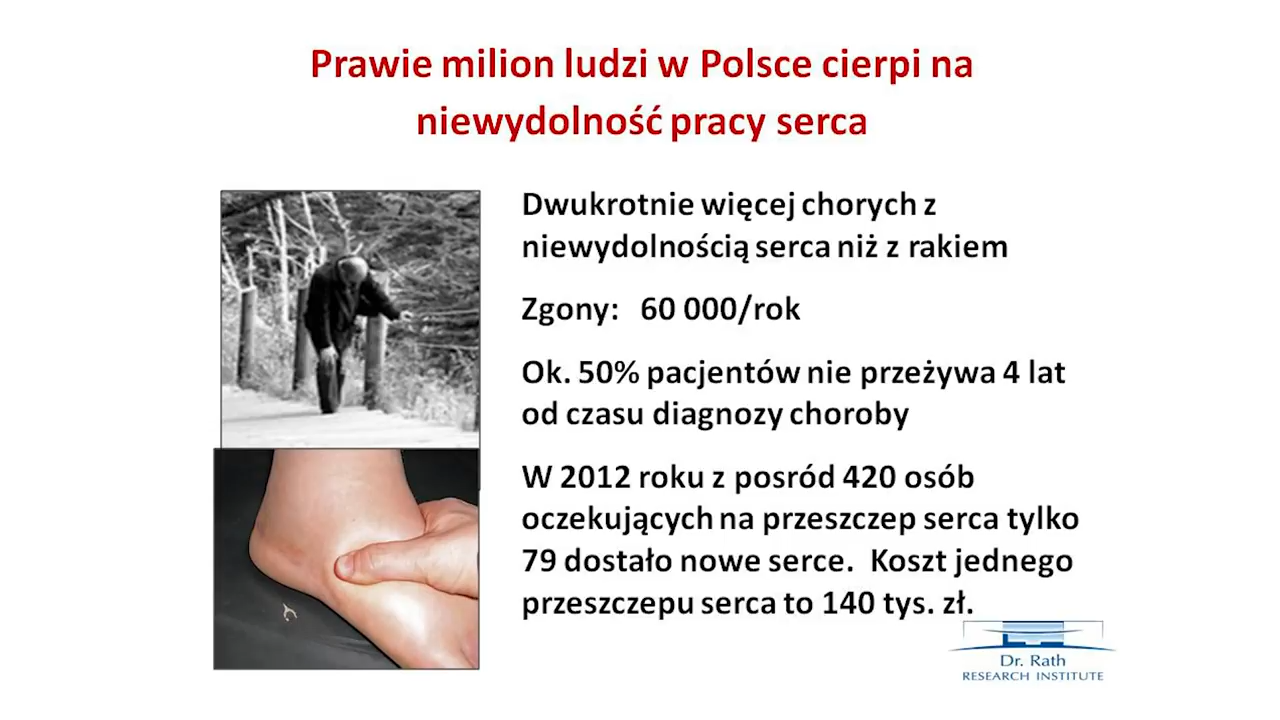 Prawie milion ludzi w Polsce cierpi na
niewydolność pracy serca
Dwukrotnie więcej chorych z
niewydolnością serca niż z rakiem
Zgony: 60 000/rok
Ok. 50% pacjentów nie przeżywa 4 lat
od czasu diagnozy choroby
W 2012 roku z posród 420 osób
oczekujących na przeszczep serca tylko
79 dostało nowe serce. Koszt jednego
przeszczepu serca to 140 tys. zł.
Dr. Rath
RESEARCH INSTITUTE